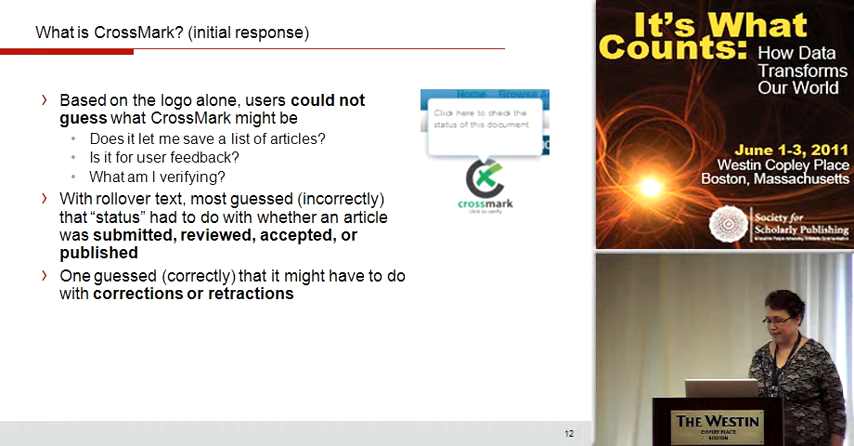 What is CrossMark? (initial response)
› Based on the logo alone, users could not
guess what CrossMark might be
• Does it let me save a list of articles?
• Is it for user feedback?
• What am I verifying?
› With rollover text, most guessed (incorrectly)
that “status” had to do with whether an article
was submitted, reviewed, accepted, or
published
› One guessed (correctly) that it might have to do
with corrections or retractions
Home Browse
Click here to check the
status of this document
crossmark
click to verify
12
It's What
Counts: How Data
Transforms
Our World
June 1-3, 2011
Westin Copley Place
Boston, Massachusetts
Society for
Scholarly Publishing
THE WESTIN
COPLEY PLACE
BOSTON